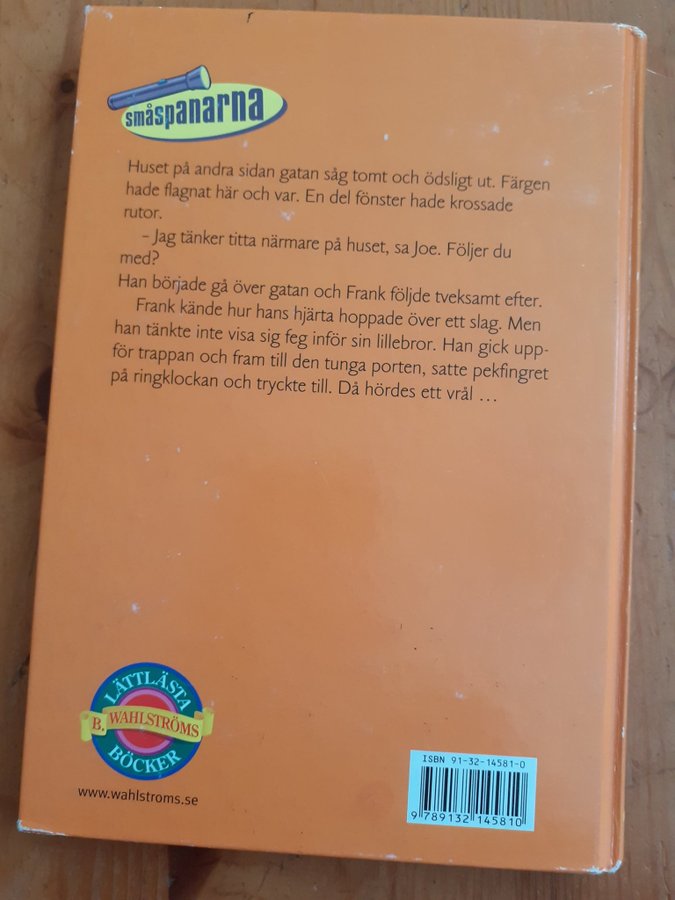 småspanarna
Huset på andra sidan gatan såg tomt och ödsligt ut. Färgen
hade flagnat här och var. En del fönster hade krossade
rutor.
– Jag tänker titta närmare på huset, sa Joe. Följer du
med?
Han började gå över gatan och Frank följde tveksamt efter.
Frank kände hur hans hjärta hoppade över ett slag. Men
han tänkte inte visa sig feg inför sin lillebror. Han gick upp-
för trappan och fram till den tunga porten, satte pekfingret
på ringklockan och tryckte till. Då hördes ett vrål ...
LÄTTLÄSTA
B. WAHLSTRÖMS
BÖCKER
www.wahlstroms.se
ISBN 91-32-14581-0
9 789132 145810